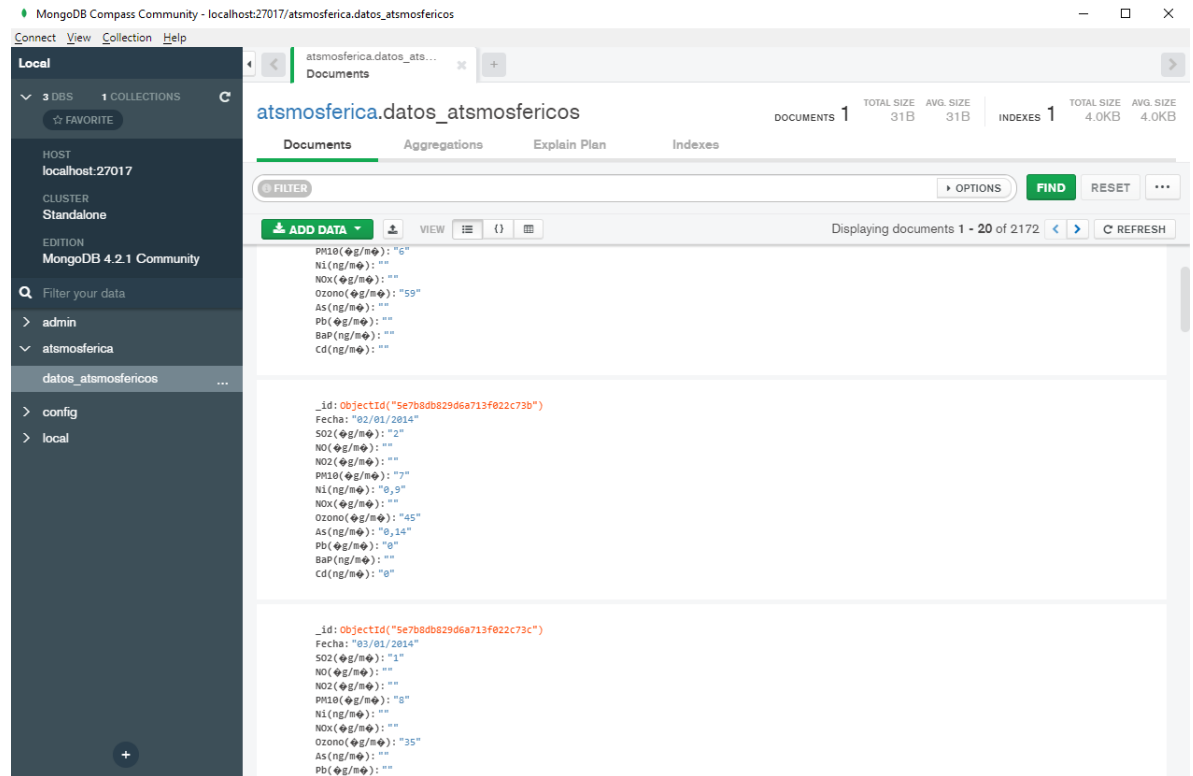 MongoDB Compass Community - localhost:27017/atsmosferica.datos_atsmosfericos
Connect View Collection Help
Local
3 DBS 1 COLLECTIONS
☆ FAVORITE
HOST
localhost:27017
CLUSTER
Standalone
EDITION
MongoDB 4.2.1 Community
Filter your data
admin
atsmosferica
datos_atsmosfericos ...
config
local
+
atsmosferica.datos_ats...
Documents
+
atsmosferica.datos_atsmosfericos
DOCUMENTS 1 TOTAL SIZE 31B AVG. SIZE 31B INDEXES 1 TOTAL SIZE 4.0KB AVG. SIZE 4.0KB
Documents Aggregations Explain Plan Indexes
FILTER OPTIONS FIND RESET ...
ADD DATA VIEW {} Displaying documents 1 - 20 of 2172 < > REFRESH
PM10(�g/m�): "6"
Ni(ng/m�): ""
NOx(�g/m�): ""
Ozono(�g/m�): "59"
As(ng/m�): ""
Pb(�g/m�): ""
BaP(ng/m�): ""
Cd(ng/m�): ""
_id: ObjectId("5e7b8db829d6a713f022c73b")
Fecha: "02/01/2014"
SO2(�g/m�): "2"
NO(�g/m�): ""
NO2(�g/m�): ""
PM10(�g/m�): "7"
Ni(ng/m�): "0,9"
NOx(�g/m�): ""
Ozono(�g/m�): "45"
As(ng/m�): "0,14"
Pb(�g/m�): "0"
BaP(ng/m�): ""
Cd(ng/m�): "0"
_id: ObjectId("5e7b8db829d6a713f022c73c")
Fecha: "03/01/2014"
SO2(�g/m�): "1"
NO(�g/m�): ""
NO2(�g/m�): ""
PM10(�g/m�): "8"
Ni(ng/m�): ""
NOx(�g/m�): ""
Ozono(�g/m�): "35"
As(ng/m�): ""
Pb(�g/m�): ""